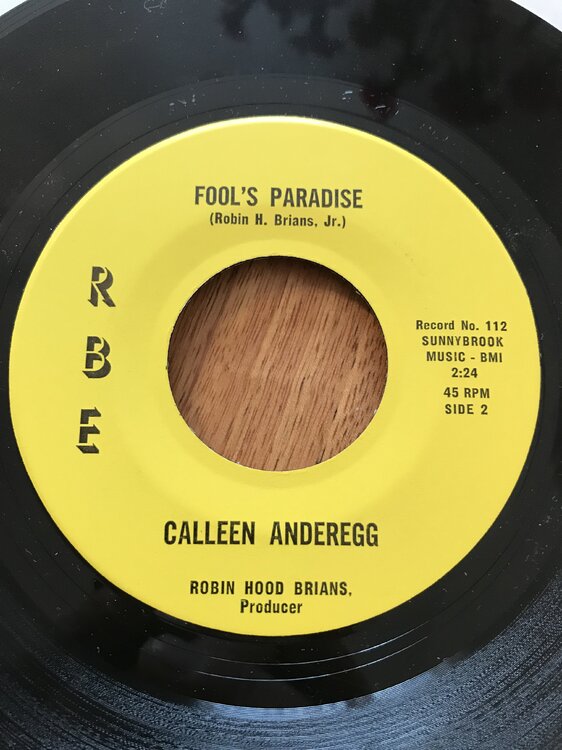 FOOL'S PARADISE
(Robin H. Brians, Jr.)
R
B
E
Record No. 112
SUNNYBROOK
MUSIC - BMI
2:24
45 RPM
SIDE 2
CALLEEN ANDEREGG
ROBIN HOOD BRIANS,
Producer